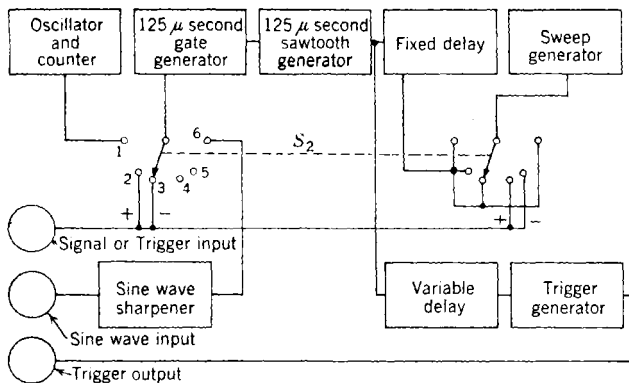 Oscillator
and
counter
125 μ second
gate
generator
125 μ second
sawtooth
generator
Fixed delay
Sweep
generator
1
6
S2
2
3
4
5
+
−
+
−
Signal or Trigger input
Sine wave
sharpener
Variable
delay
Trigger
generator
Sine wave input
Trigger output